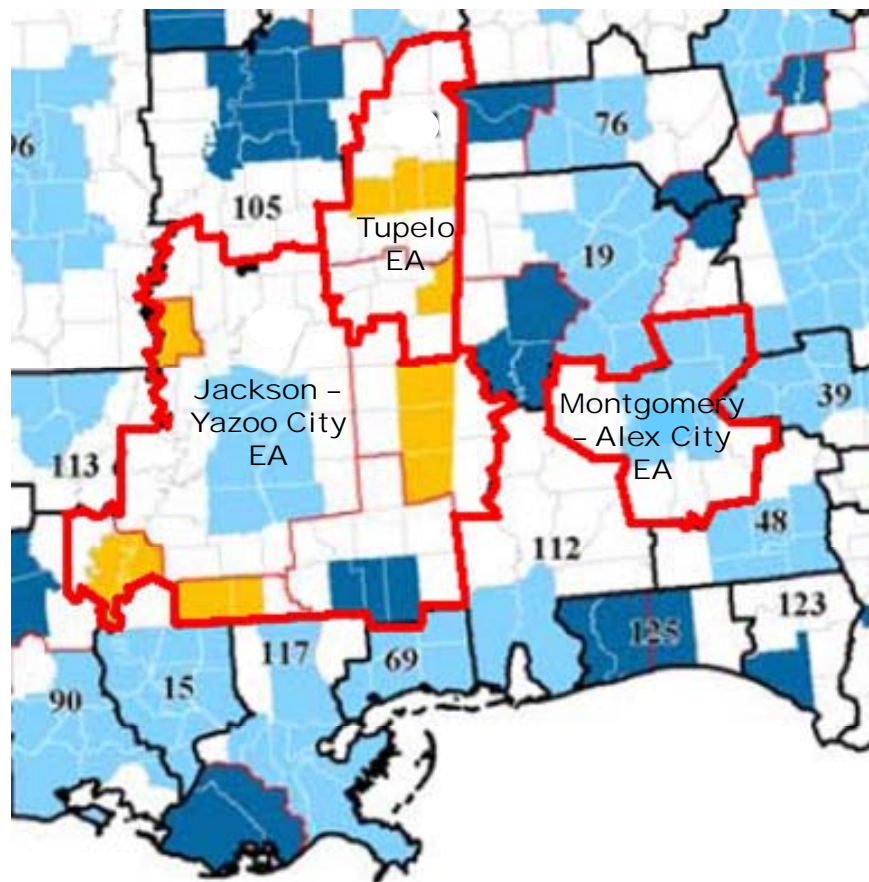 76
105
Tupelo
EA
19
Jackson –
Yazoo City
EA
Montgomery
– Alex City
EA
39
113
48
112
123
125
117
69
15
90